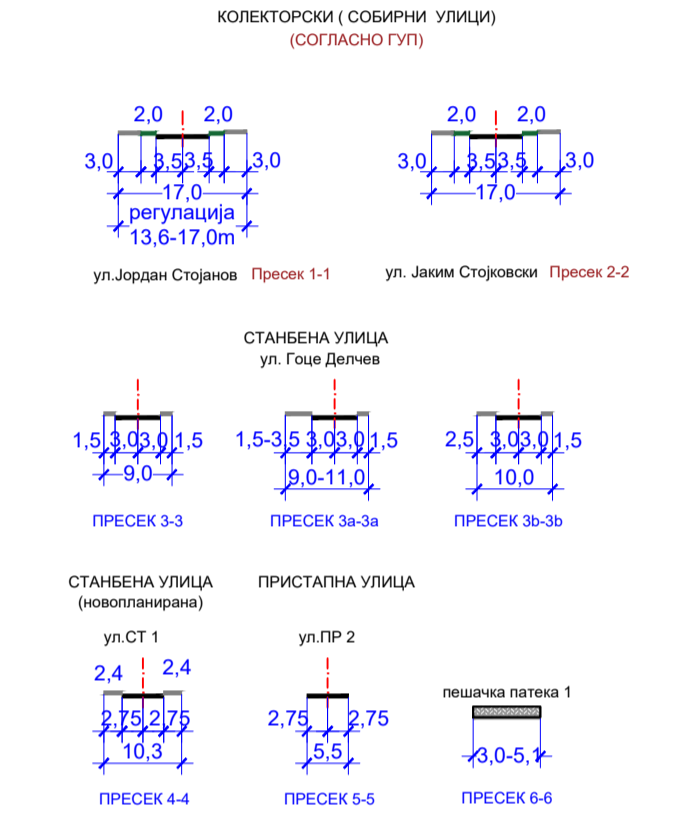 КОЛЕКТОРСКИ ( СОБИРНИ УЛИЦИ)
(СОГЛАСНО ГУП)
2,0 2,0
3,0 3,5 3,5 3,0
17,0
регулација
13,6-17,0m
ул.Јордан Стојанов Пресек 1-1
2,0 2,0
3,0 3,5 3,5 3,0
17,0
ул. Јаким Стојковски Пресек 2-2
СТАНБЕНА УЛИЦА
ул. Гоце Делчев
1,5 3,0 3,0 1,5
9,0
ПРЕСЕК 3-3
1,5-3,5 3,0 3,0 1,5
9,0-11,0
ПРЕСЕК 3а-3а
2,5 3,0 3,0 1,5
10,0
ПРЕСЕК 3b-3b
СТАНБЕНА УЛИЦА
(новопланирана)
ул.СТ 1
2,4 2,4
2,75 2,75
10,3
ПРЕСЕК 4-4
ПРИСТАПНА УЛИЦА
ул.ПР 2
2,75 2,75
5,5
ПРЕСЕК 5-5
пешачка патека 1
3,0-5,1
ПРЕСЕК 6-6